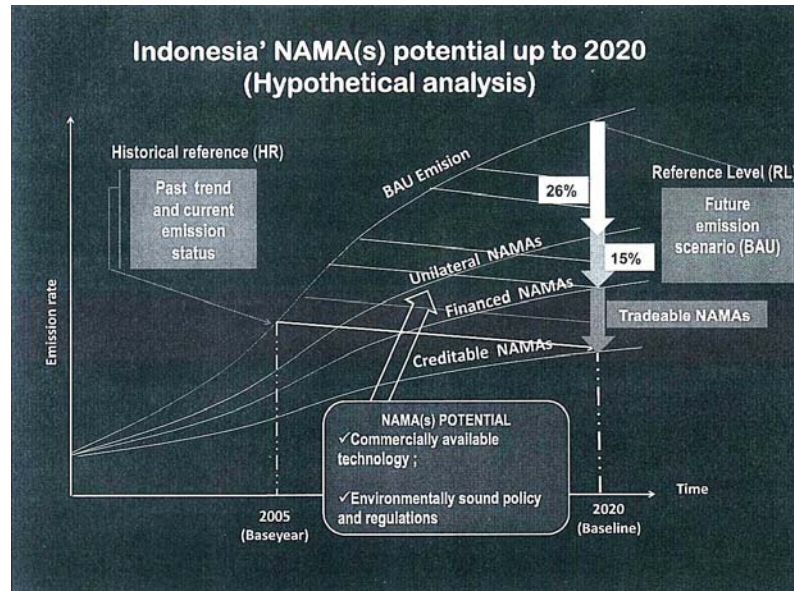 Indonesia' NAMA(s) potential up to 2020
(Hypothetical analysis)
Historical reference (HR)
Past trend
and current
emission
status
BAU Emision
26%
Reference Level (RL)
Future
emission
scenario (BAU)
Unilateral NAMAs
15%
Financed NAMAs
Tradeable NAMAs
Creditable NAMAs
Emission rate
NAMA(s) POTENTIAL
✓Commercially available
technology ;
✓Environmentally sound policy
and regulations
Time
2005
(Baseyear)
2020
(Baseline)